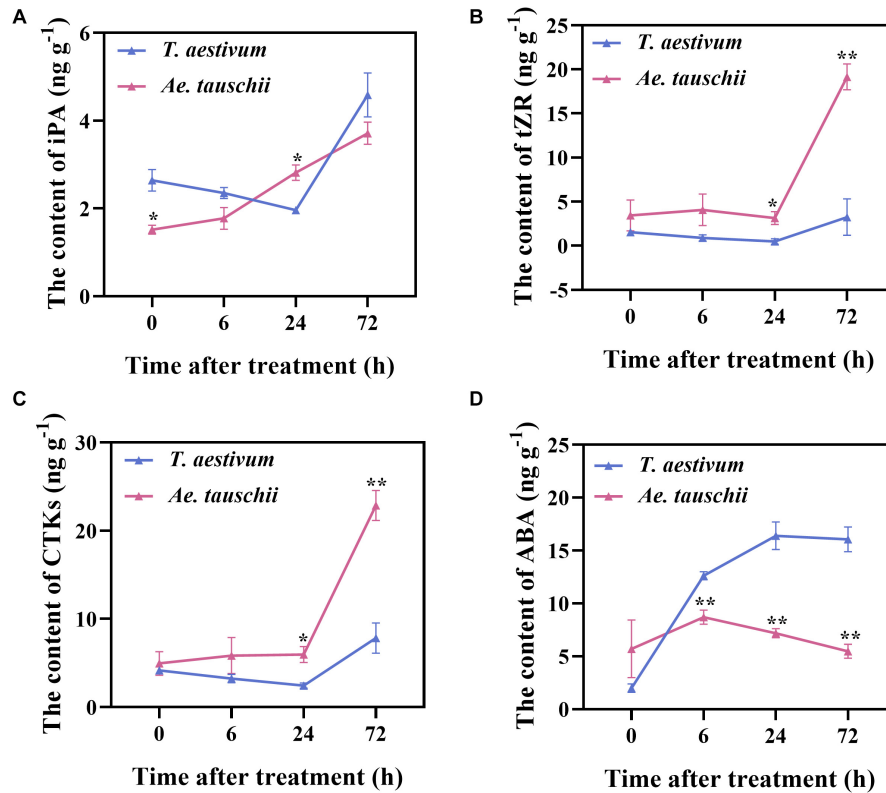 A
The content of iPA (ng g⁻¹)
6
4
2
0
T. aestivum
Ae. tauschii
*
*
0 6 24 72
Time after treatment (h)
B
The content of tZR (ng g⁻¹)
25
20
15
10
5
0
-5
T. aestivum
Ae. tauschii
**
*
0 6 24 72
Time after treatment (h)
C
The content of CTKs (ng g⁻¹)
30
20
10
0
T. aestivum
Ae. tauschii
**
*
0 6 24 72
Time after treatment (h)
D
The content of ABA (ng g⁻¹)
25
20
15
10
5
0
T. aestivum
Ae. tauschii
**
**
**
0 6 24 72
Time after treatment (h)